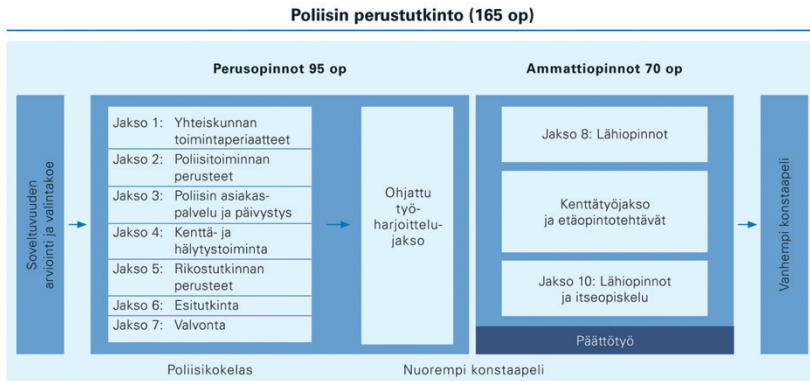 Poliisin perustutkinto (165 op)
Perusopinnot 95 op
Ammattiopinnot 70 op
Soveltuvuuden
arviointi ja valintakoe
Jakso 1: Yhteiskunnan
toimintaperiaatteet
Jakso 2: Poliisitoiminnan
perusteet
Jakso 3: Poliisin asiakas-
palvelu ja päivystys
Jakso 4: Kenttä- ja
hälytystoiminta
Jakso 5: Rikostutkinnan
perusteet
Jakso 6: Esitutkinta
Jakso 7: Valvonta
Ohjattu
työ-
harjoittelu-
jakso
Jakso 8: Lähiopinnot
Kenttätyöjakso
ja etäopintotehtävät
Jakso 10: Lähiopinnot
ja itseopiskelu
Päättötyö
Vanhempi konstaapeli
Poliisikokelas
Nuorempi konstaapeli